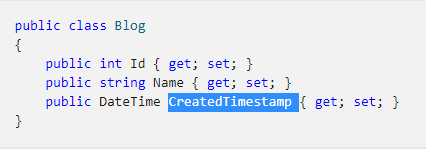 public class Blog
{
public int Id { get; set; }
public string Name { get; set; }
public DateTime CreatedTimestamp { get; set; }
}